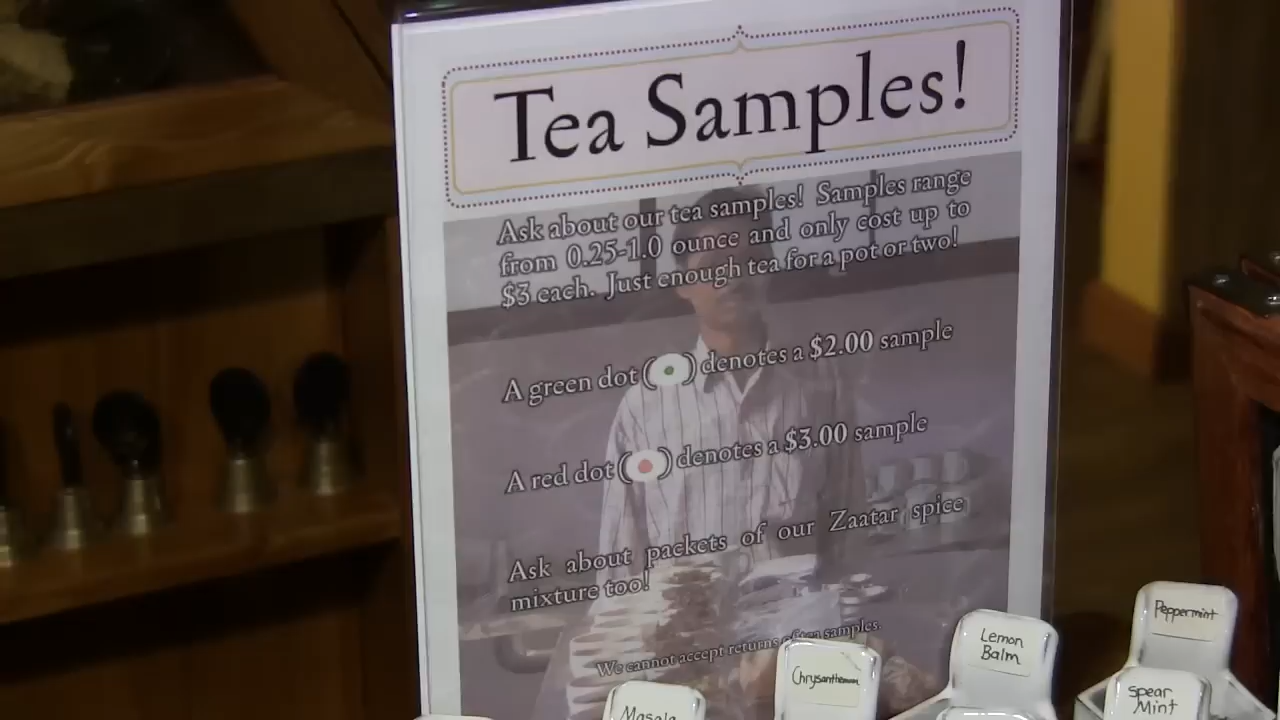 Tea Samples!
Ask about our tea samples! Samples range
from 0.25-1.0 ounce and only cost up to
$3 each. Just enough tea for a pot or two!
A green dot ( ) denotes a $2.00 sample
A red dot ( ) denotes a $3.00 sample
Ask about packets of our Zaatar spice
mixture too!
We cannot accept returns of tea samples.
Peppermint
Lemon
Balm
Chrysanthemum
Spear
Mint
Masala